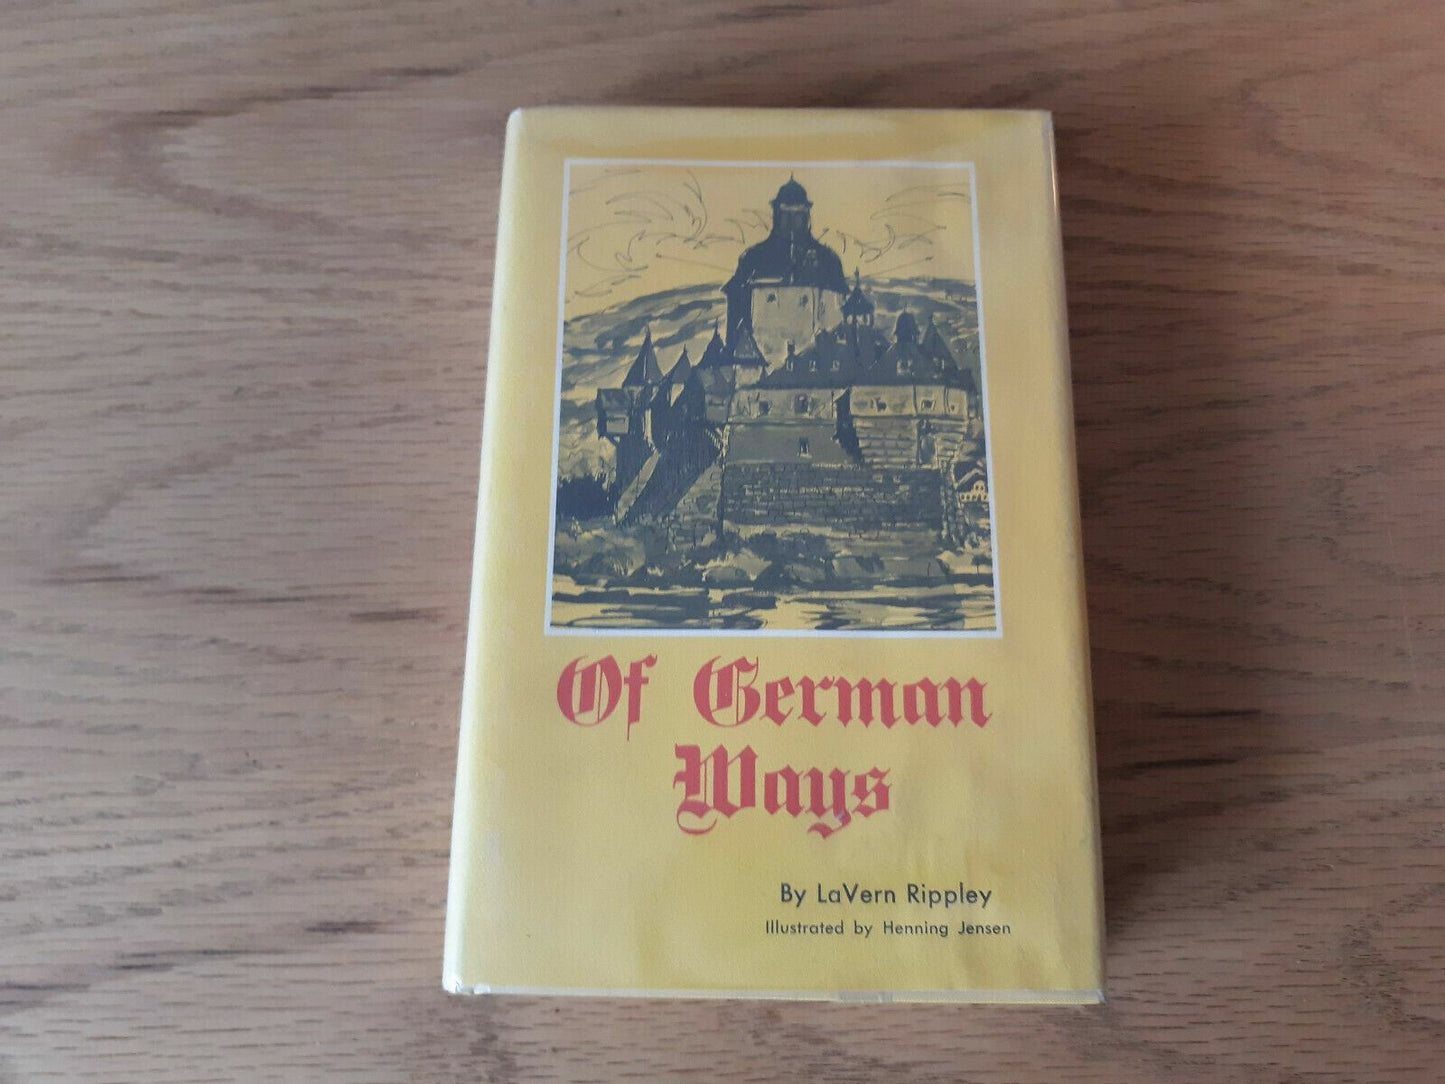 Of German
Ways
By LaVern Rippley
Illustrated by Henning Jensen